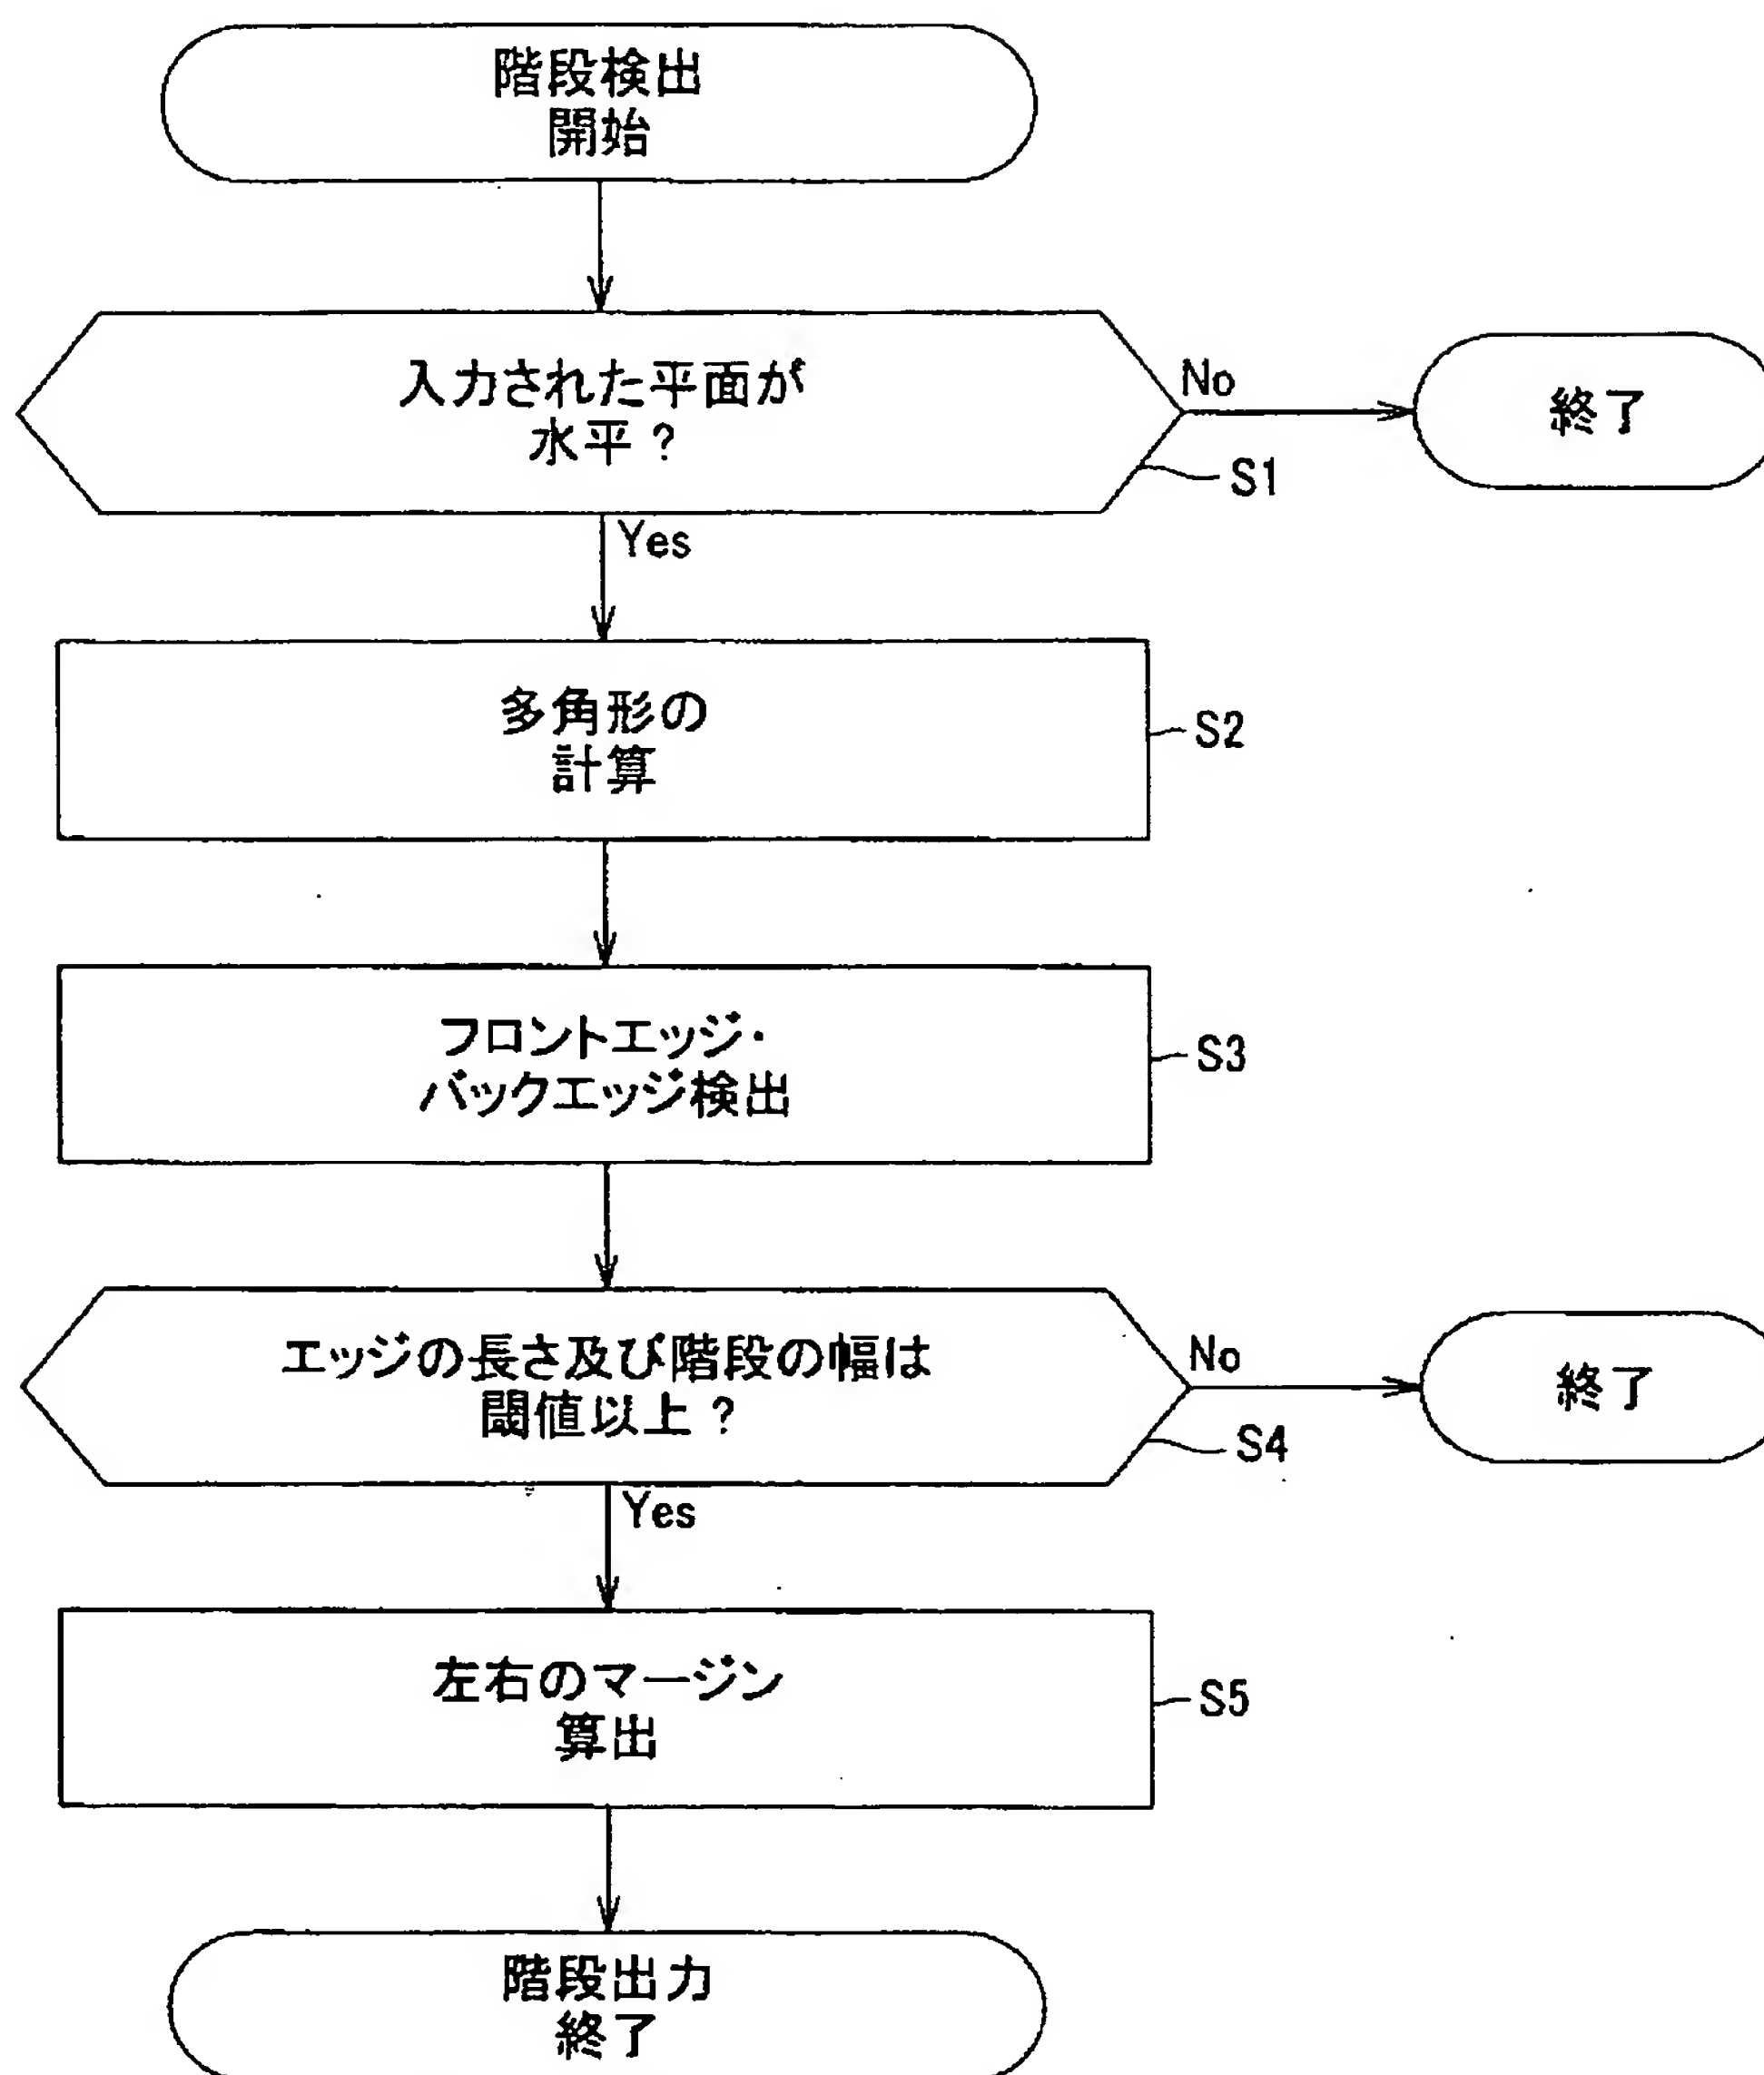 階段検出
開始
入力された平面が
水平？
No
終了
S1
Yes
多角形の
計算
S2
フロントエッジ・
バックエッジ検出
S3
エッジの長さ及び階段の幅は
閾値以上？
No
終了
S4
Yes
左右のマージン
算出
S5
階段出力
終了